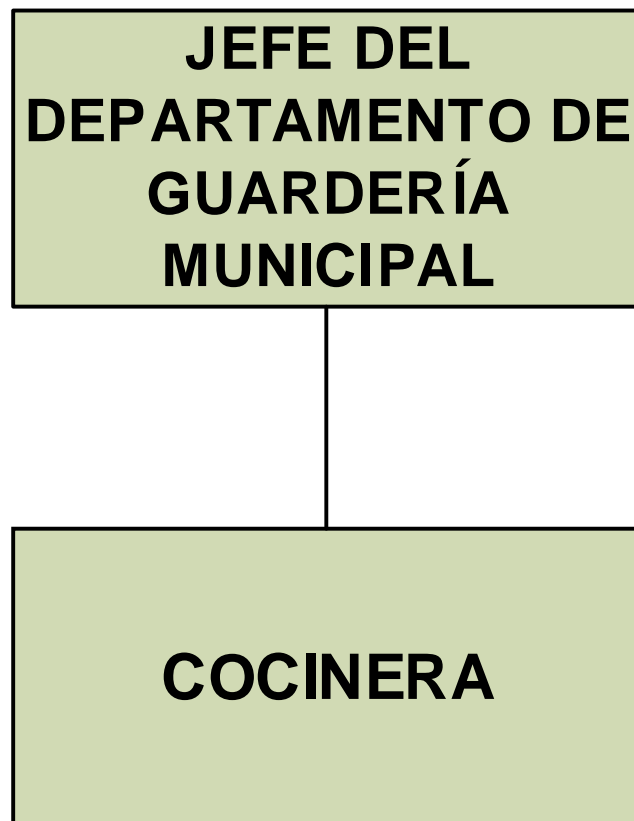 JEFE DEL
DEPARTAMENTO DE
GUARDERÍA
MUNICIPAL
COCINERA